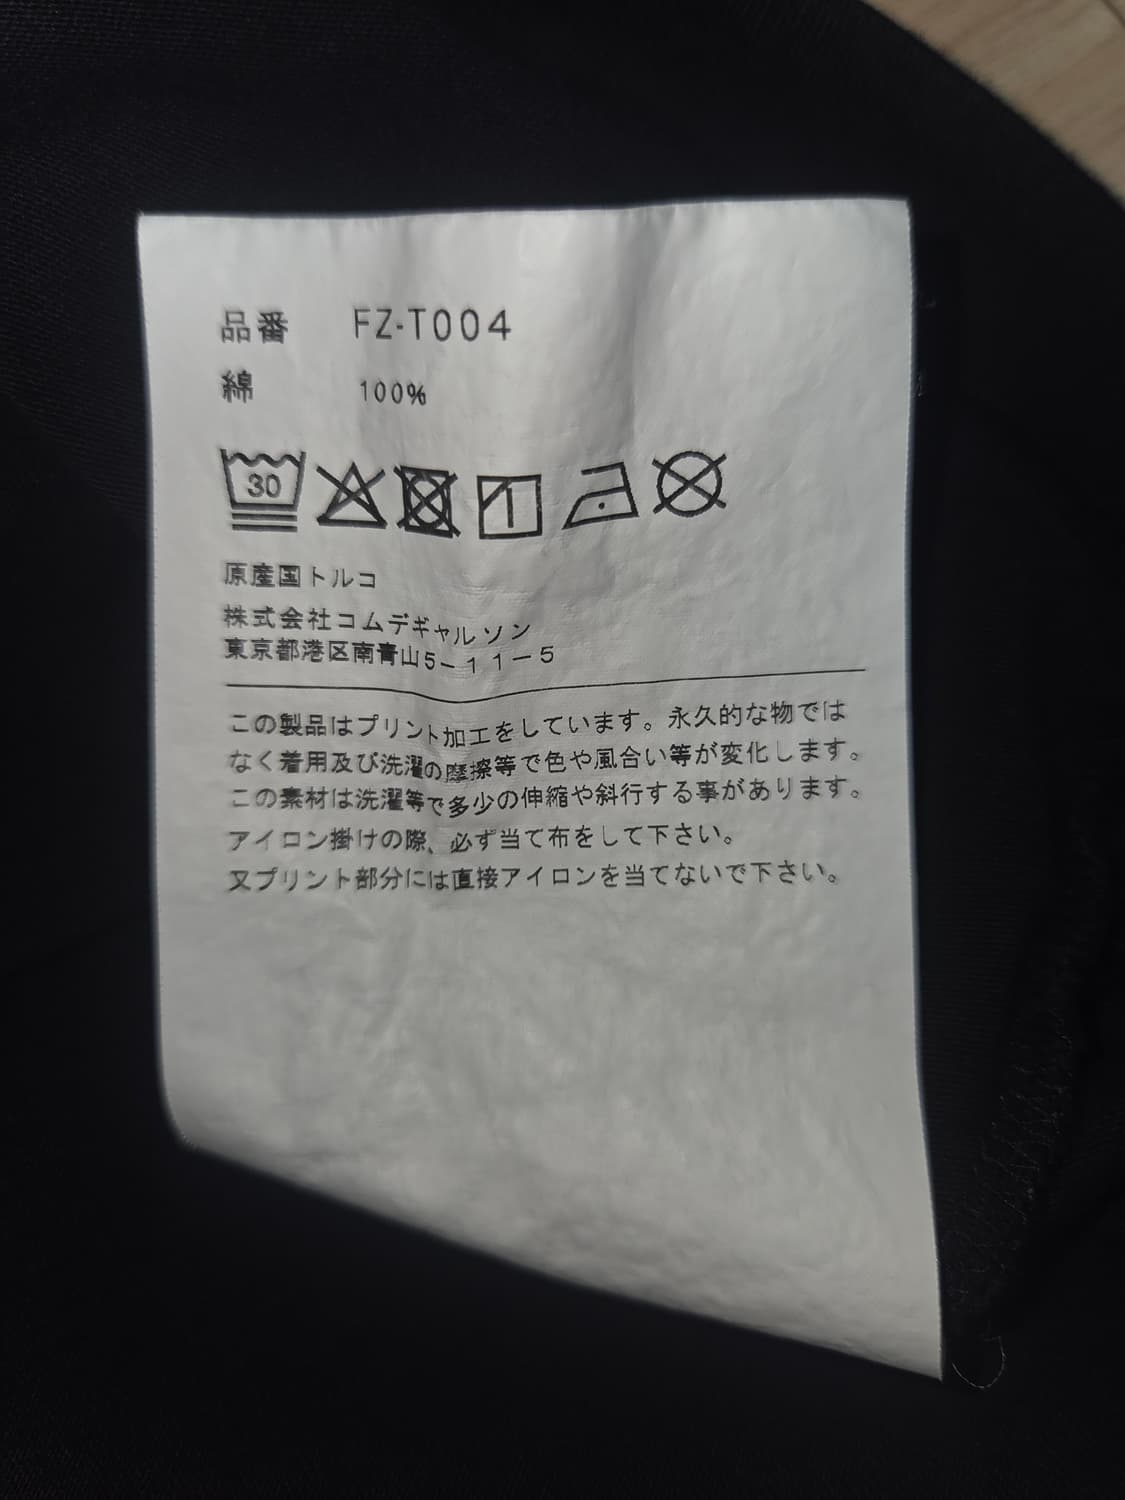 品番 FZ-T004
綿 100%
30
原産国トルコ
株式会社コムデギャルソン
東京都港区南青山5-11-5
この製品はプリント加工をしています。永久的な物では
なく着用及び洗濯の摩擦等で色や風合い等が変化します。
この素材は洗濯等で多少の伸縮や斜行する事があります。
アイロン掛けの際、必ず当て布をして下さい。
又プリント部分には直接アイロンを当てないで下さい。